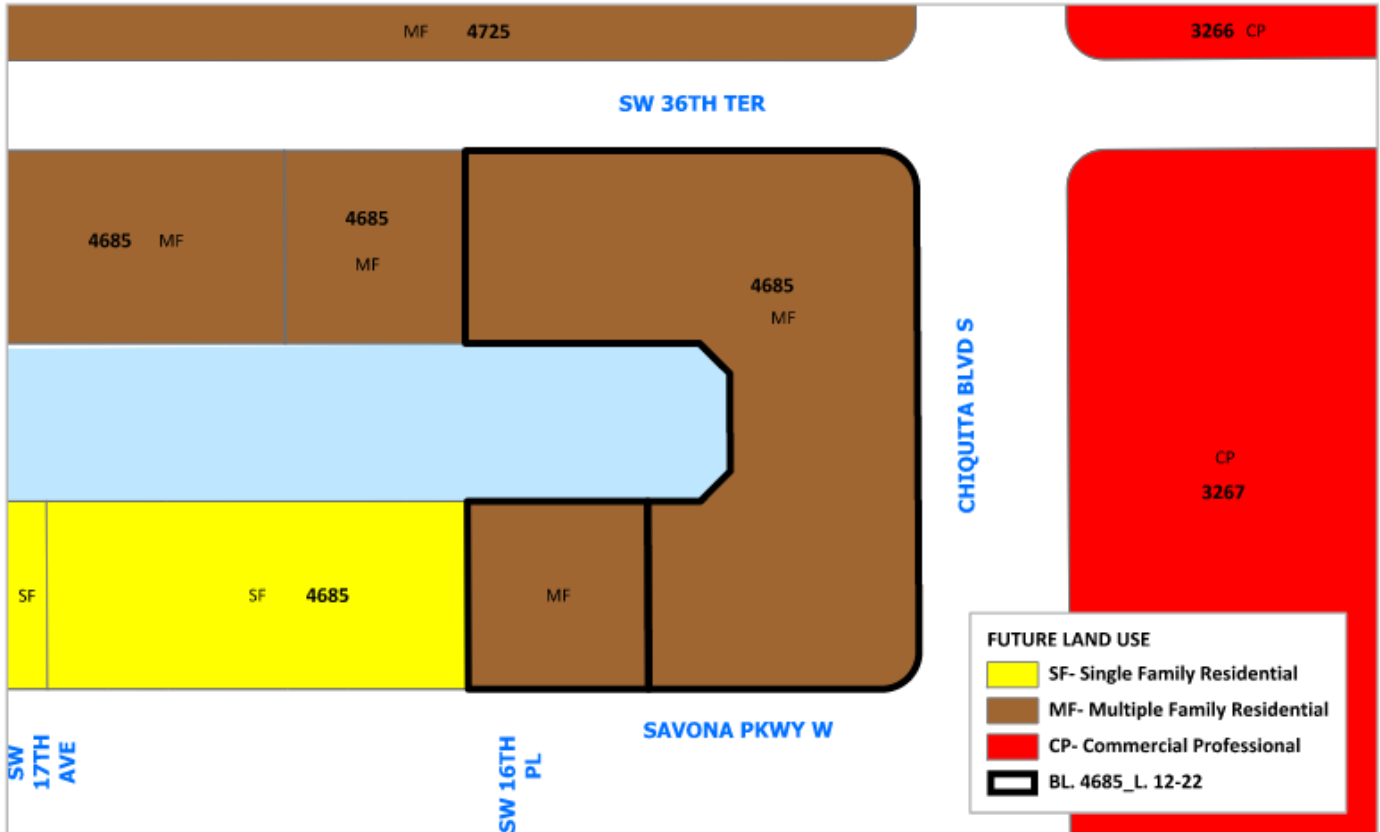 MF 4725
3266 CP
SW 36TH TER
4685 MF
4685
MF
4685
MF
CHIQUITA BLVD S
CP
3267
SF
SF 4685
MF
SAVONA PKWY W
SW
17TH
AVE
SW 16TH
PL
FUTURE LAND USE
SF- Single Family Residential
MF- Multiple Family Residential
CP- Commercial Professional
BL. 4685_L. 12-22